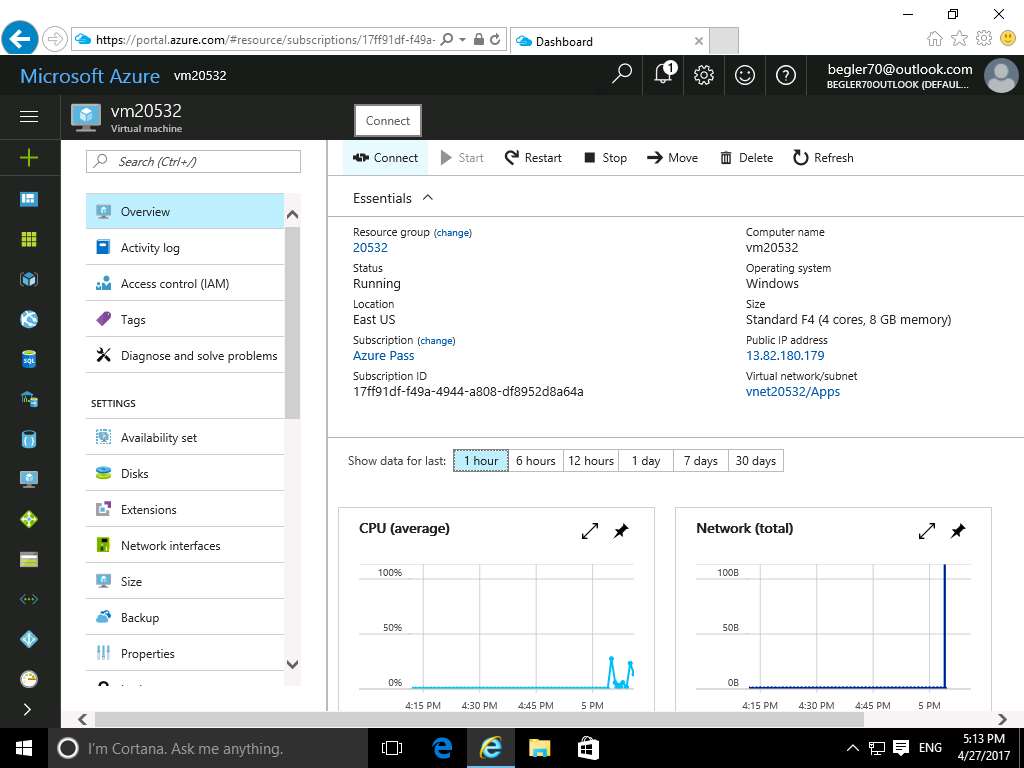 https://portal.azure.com/#resource/subscriptions/17ff91df-f49a-
Dashboard
Microsoft Azure vm20532
1
begler70@outlook.com
BEGLER70OUTLOOK (DEFAUL...
vm20532
Virtual machine
Connect
Search (Ctrl+/)
Connect Start Restart Stop Move Delete Refresh
Overview
Activity log
Access control (IAM)
Tags
Diagnose and solve problems
SETTINGS
Availability set
Disks
Extensions
Network interfaces
Size
Backup
Properties
Essentials
Resource group (change)
20532
Status
Running
Location
East US
Subscription (change)
Azure Pass
Subscription ID
17ff91df-f49a-4944-a808-df8952d8a64a
Computer name
vm20532
Operating system
Windows
Size
Standard F4 (4 cores, 8 GB memory)
Public IP address
13.82.180.179
Virtual network/subnet
vnet20532/Apps
Show data for last: 1 hour 6 hours 12 hours 1 day 7 days 30 days
CPU (average)
100%
50%
0%
4:15 PM 4:30 PM 4:45 PM 5 PM
Network (total)
100B
50B
0B
4:15 PM 4:30 PM 4:45 PM 5 PM
SQL
I'm Cortana. Ask me anything.
ENG
5:13 PM
4/27/2017